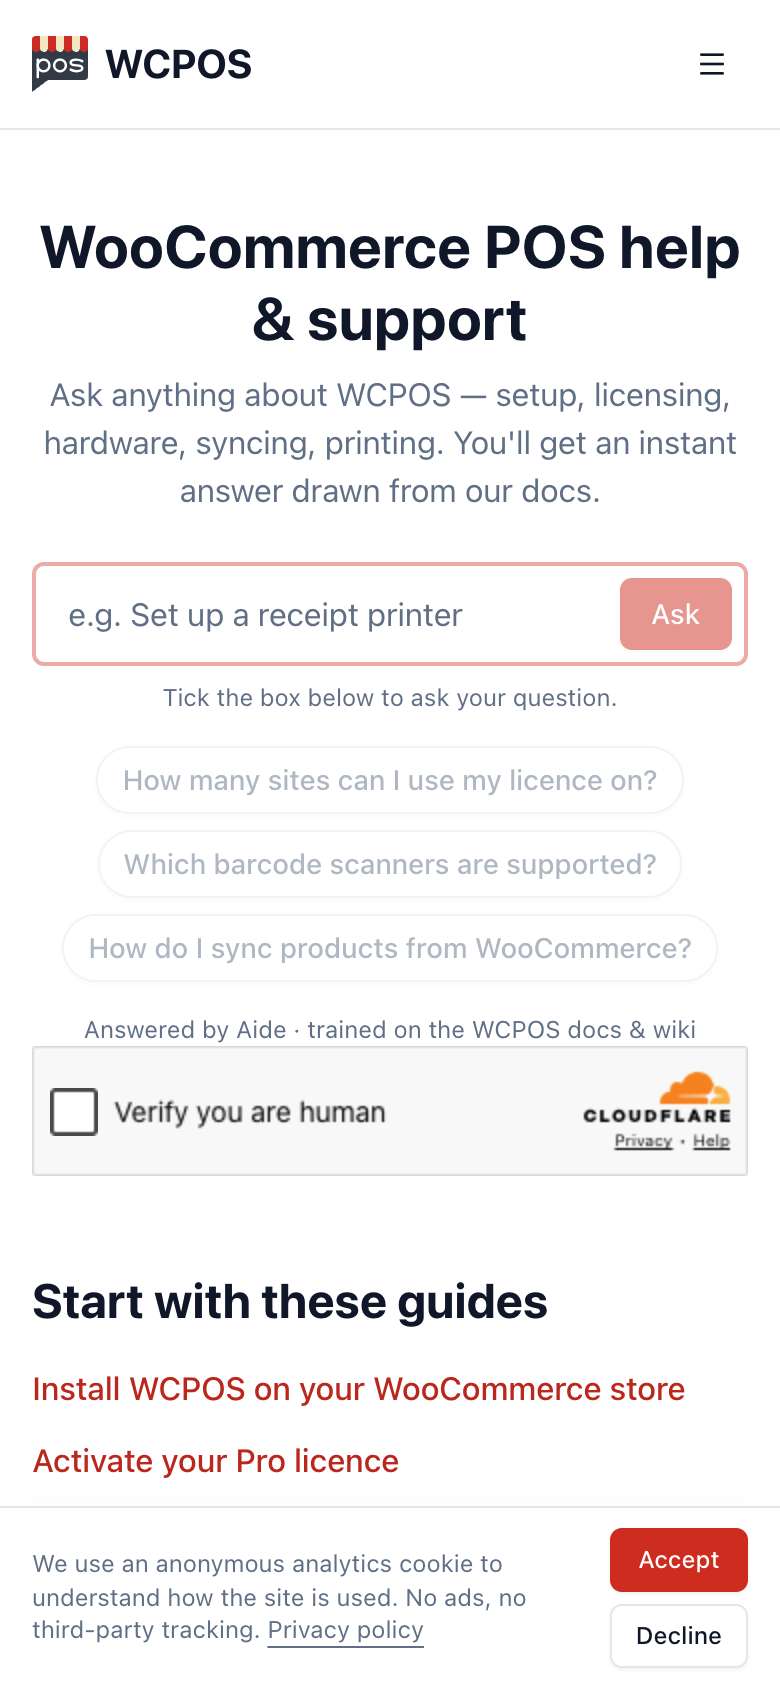 pos WCPOS
WooCommerce POS help
& support
Ask anything about WCPOS — setup, licensing,
hardware, syncing, printing. You'll get an instant
answer drawn from our docs.
e.g. Set up a receipt printer
Ask
Tick the box below to ask your question.
How many sites can I use my licence on?
Which barcode scanners are supported?
How do I sync products from WooCommerce?
Answered by Aide · trained on the WCPOS docs & wiki
Verify you are human
CLOUDFLARE
Privacy • Help
Start with these guides
Install WCPOS on your WooCommerce store
Activate your Pro licence
We use an anonymous analytics cookie to
understand how the site is used. No ads, no
third-party tracking. Privacy policy
Accept
Decline